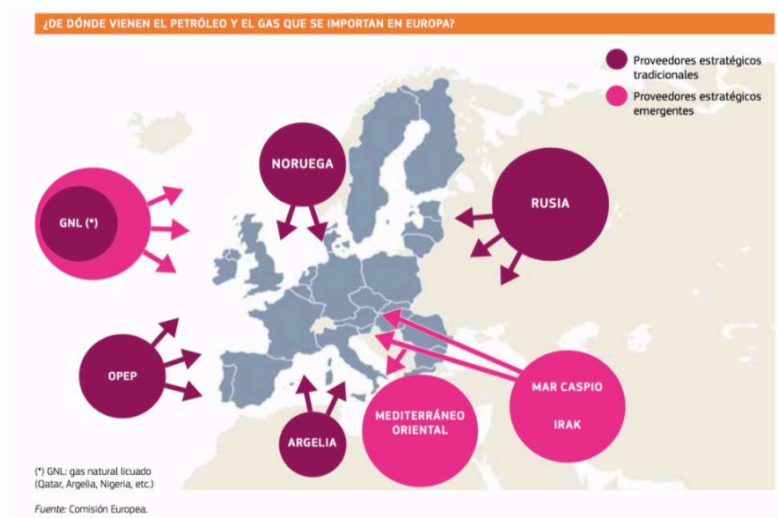 ¿DE DÓNDE VIENEN EL PETRÓLEO Y EL GAS QUE SE IMPORTAN EN EUROPA?
Proveedores estratégicos
tradicionales
Proveedores estratégicos
emergentes
NORUEGA
RUSIA
GNL (*)
OPEP
MAR CASPIO
IRAK
MEDITERRÁNEO
ORIENTAL
ARGELIA
(*) GNL: gas natural licuado
(Qatar, Argelia, Nigeria, etc.)
Fuente: Comisión Europea.